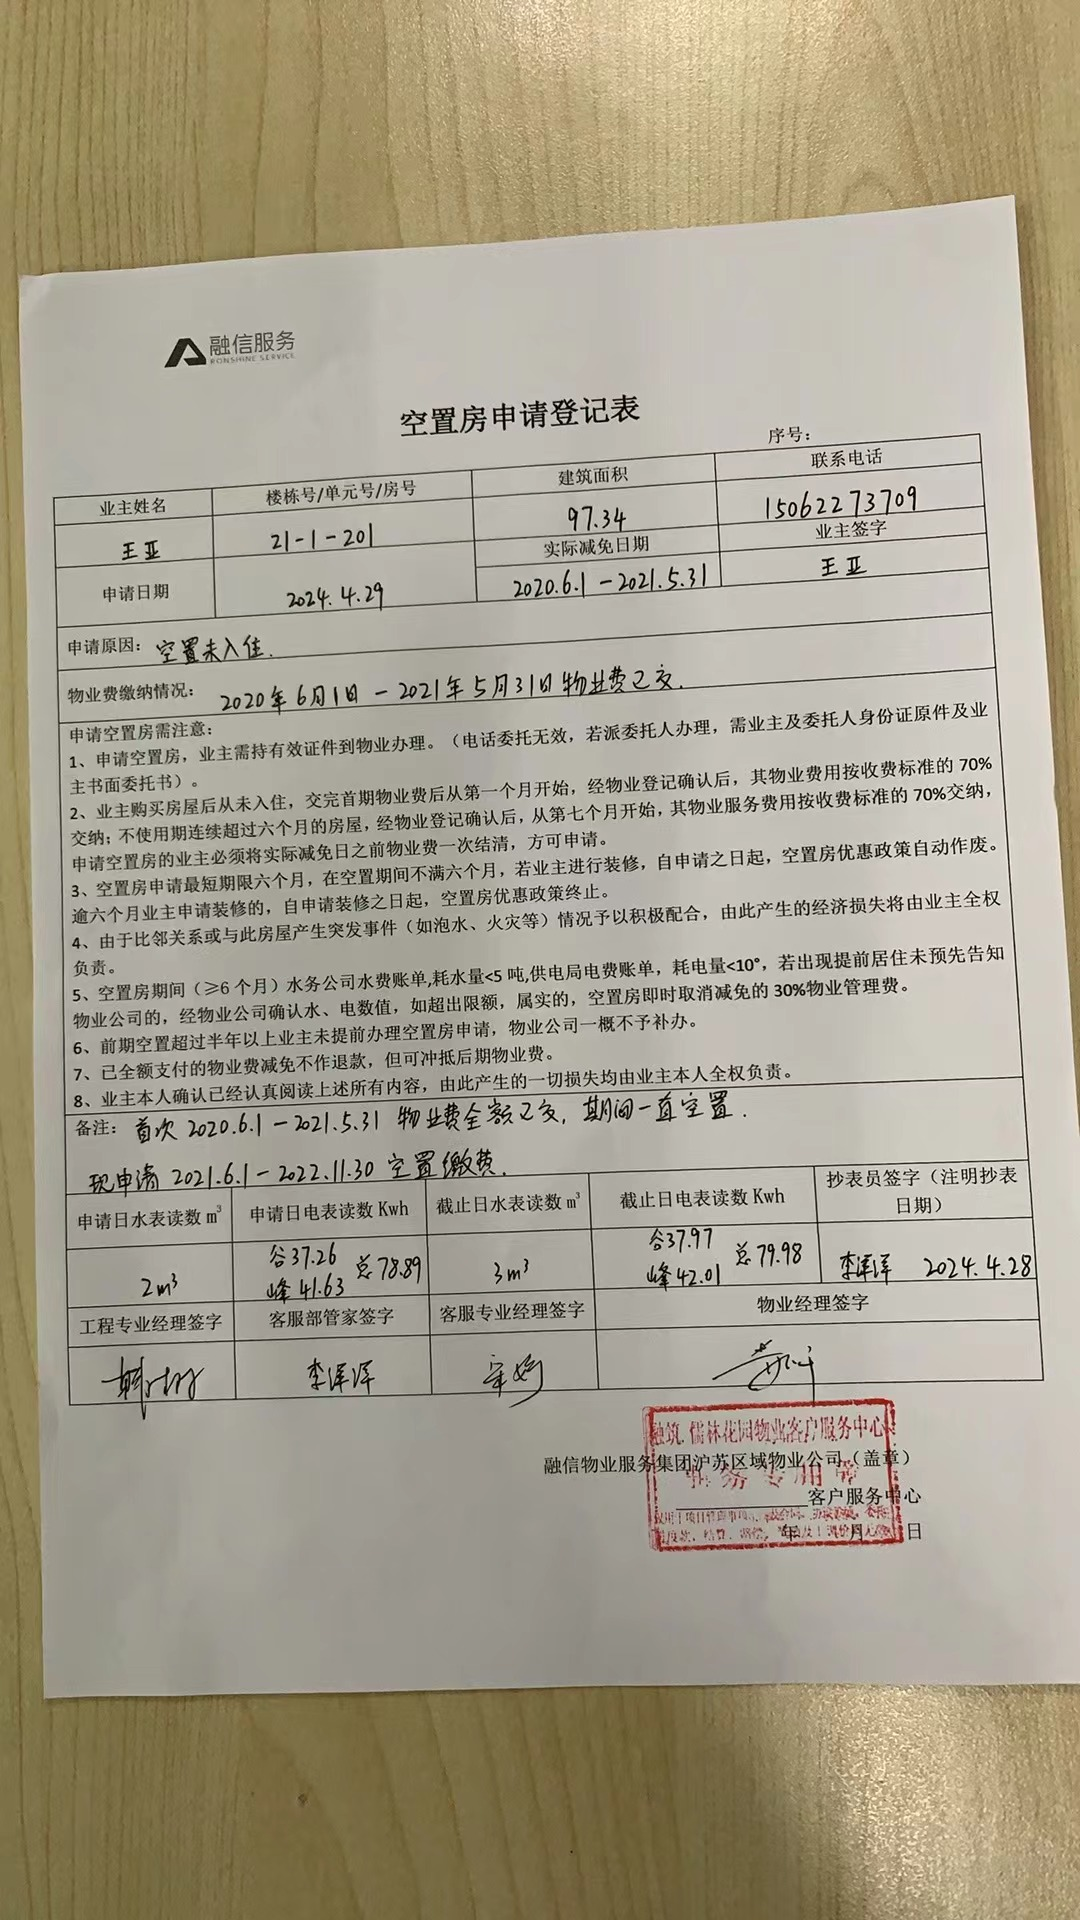 融信服务
RONSHINE SERVICE
空置房申请登记表
序号：
业主姓名 楼栋号/单元号/房号 建筑面积 联系电话
王亚 21-1-201 97.34 15062273709
实际减免日期 业主签字
申请日期 2024.4.29 2020.6.1-2021.5.31 王亚
申请原因：空置未入住.
物业费缴纳情况： 2020年6月1日-2021年5月31日物业费已交.
申请空置房需注意：
1、申请空置房，业主需持有效证件到物业办理。（电话委托无效，若派委托人办理，需业主及委托人身份证原件及业
主书面委托书）。
2、业主购买房屋后从未入住，交完首期物业费后从第一个月开始，经物业登记确认后，其物业费用按收费标准的 70%
交纳；不使用期连续超过六个月的房屋，经物业登记确认后，从第七个月开始，其物业服务费用按收费标准的 70%交纳，
申请空置房的业主必须将实际减免日之前物业费一次结清，方可申请。
3、空置房申请最短期限六个月，在空置期间不满六个月，若业主进行装修，自申请之日起，空置房优惠政策自动作废。
逾六个月业主申请装修的，自申请装修之日起，空置房优惠政策终止。
4、由于比邻关系或与此房屋产生突发事件（如泡水、火灾等）情况予以积极配合，由此产生的经济损失将由业主全权
负责。
5、空置房期间（≥6 个月）水务公司水费账单,耗水量<5 吨,供电局电费账单，耗电量<10°，若出现提前居住未预先告知
物业公司的，经物业公司确认水、电数值，如超出限额，属实的，空置房即时取消减免的 30%物业管理费。
6、前期空置超过半年以上业主未提前办理空置房申请，物业公司一概不予补办。
7、已全额支付的物业费减免不作退款，但可冲抵后期物业费。
8、业主本人确认已经认真阅读上述所有内容，由此产生的一切损失均由业主本人全权负责。
备注：首次2020.6.1-2021.5.31 物业费全额已交，期间一直空置.
现申请2021.6.1-2022.11.30 空置缴费.
申请日水表读数 m³ 申请日电表读数 Kwh 截止日水表读数 m³ 截止日电表读数 Kwh 抄表员签字（注明抄表
日期）
谷37.26 总78.89 谷37.97 总79.98
2m³ 峰41.63 3m³ 峰42.01 李洋洋 2024.4.28
工程专业经理签字 客服部管家签字 客服专业经理签字 物业经理签字
李洋洋
融筑.儒林花园物业客户服务中心
融信物业服务集团沪苏区域物业公司（盖章）
客户服务中心
年 月 日